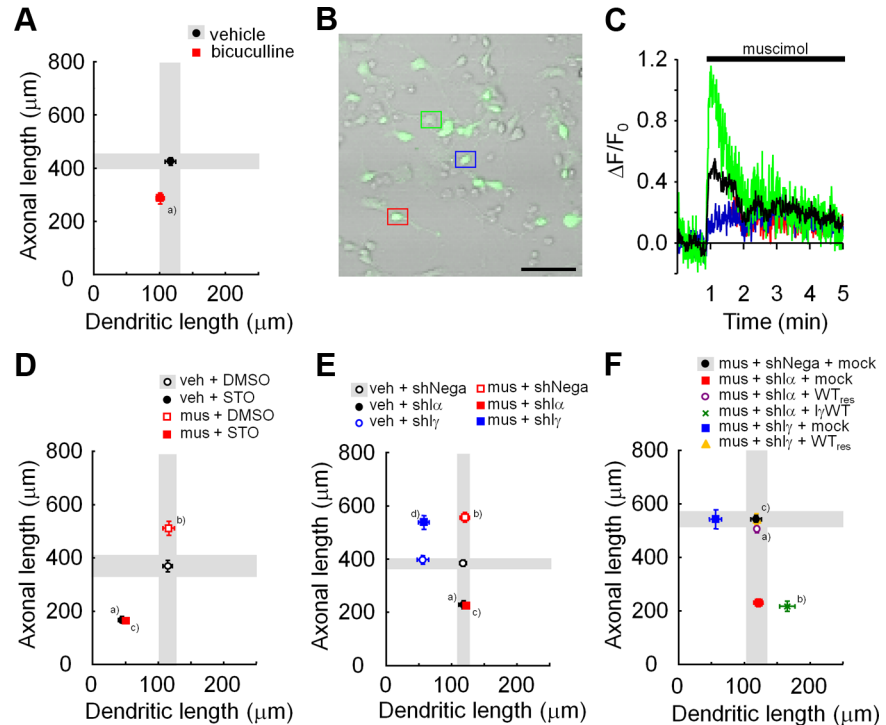 A
vehicle
bicuculline
Axonal length (μm)
800
600
400
200
0
a)
0 100 200
Dendritic length (μm)
B
C
muscimol
ΔF/F0
1.2
0.8
0.4
0.0
1 2 3 4 5
Time (min)
D
veh + DMSO
veh + STO
mus + DMSO
mus + STO
Axonal length (μm)
800
600
400
200
0
b)
a)
c)
0 100 200
Dendritic length (μm)
E
veh + shNega
veh + shIα
veh + shIγ
mus + shNega
mus + shIα
mus + shIγ
Axonal length (μm)
800
600
400
200
0
d)
b)
a)
c)
0 100 200
Dendritic length (μm)
F
mus + shNega + mock
mus + shIα + mock
mus + shIα + WTres
mus + shIα + IγWT
mus + shIγ + mock
mus + shIγ + WTres
Axonal length (μm)
800
600
400
200
0
c)
a)
b)
0 100 200
Dendritic length (μm)